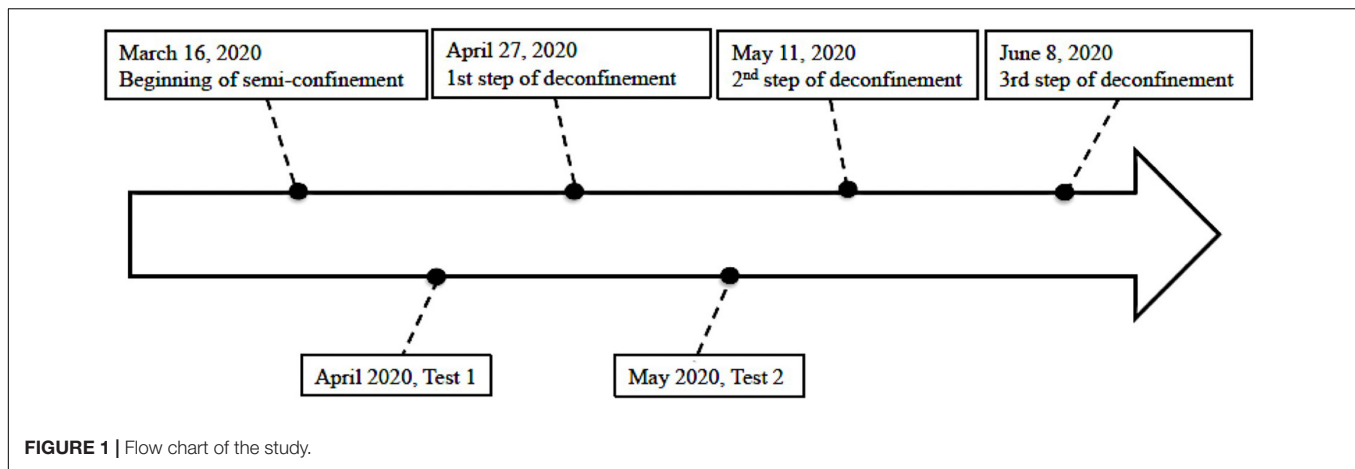 March 16, 2020
Beginning of semi-confinement
April 27, 2020
1st step of deconfinement
May 11, 2020
2nd step of deconfinement
June 8, 2020
3rd step of deconfinement
April 2020, Test 1
May 2020, Test 2
FIGURE 1 | Flow chart of the study.